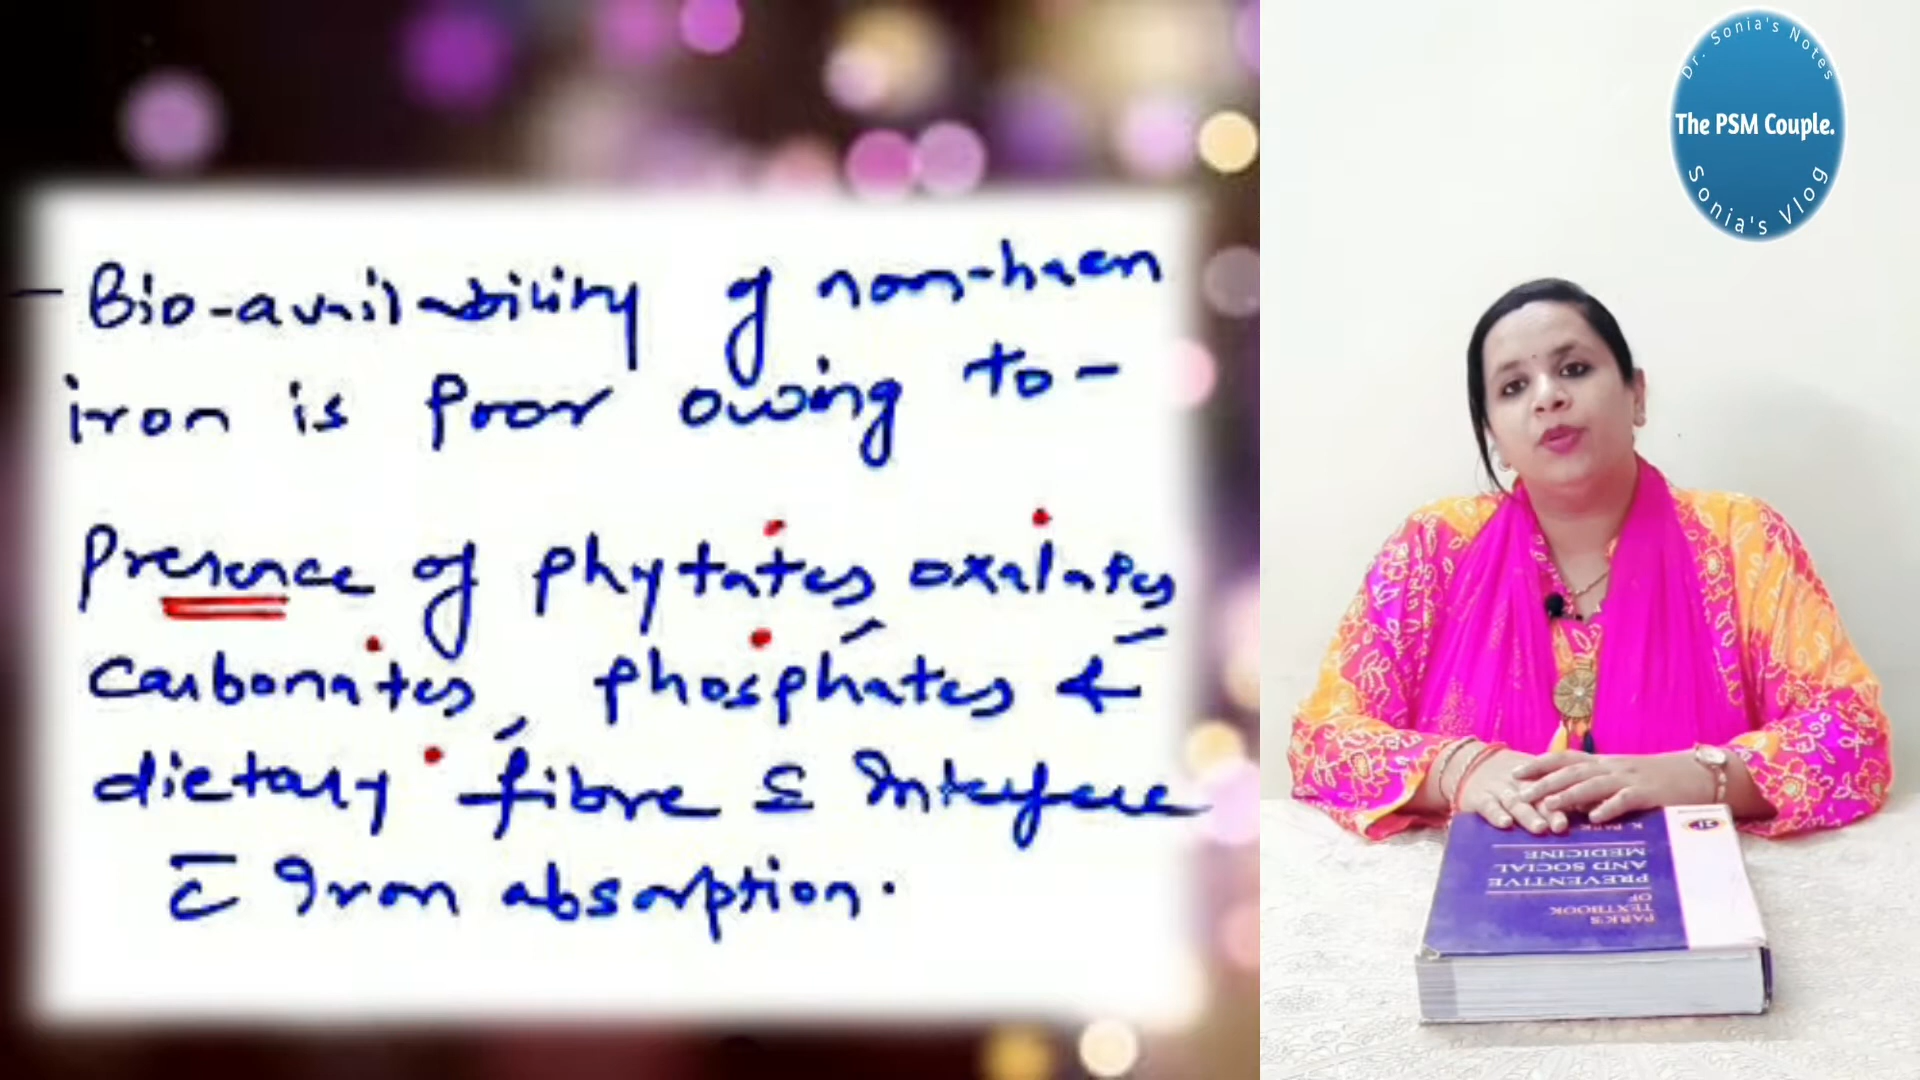 - Bio-availability of non-haem
iron is Poor owing to -
Presence of phytates, oxalates,
Carbonates, phosphates &
dietary fibre & Interfere
c̄ Iron absorption.
Dr. Sonia's Notes
The PSM Couple.
Sonia's Vlog
K. PARK
PARK'S
TEXTBOOK
OF
PREVENTIVE
AND SOCIAL
MEDICINE